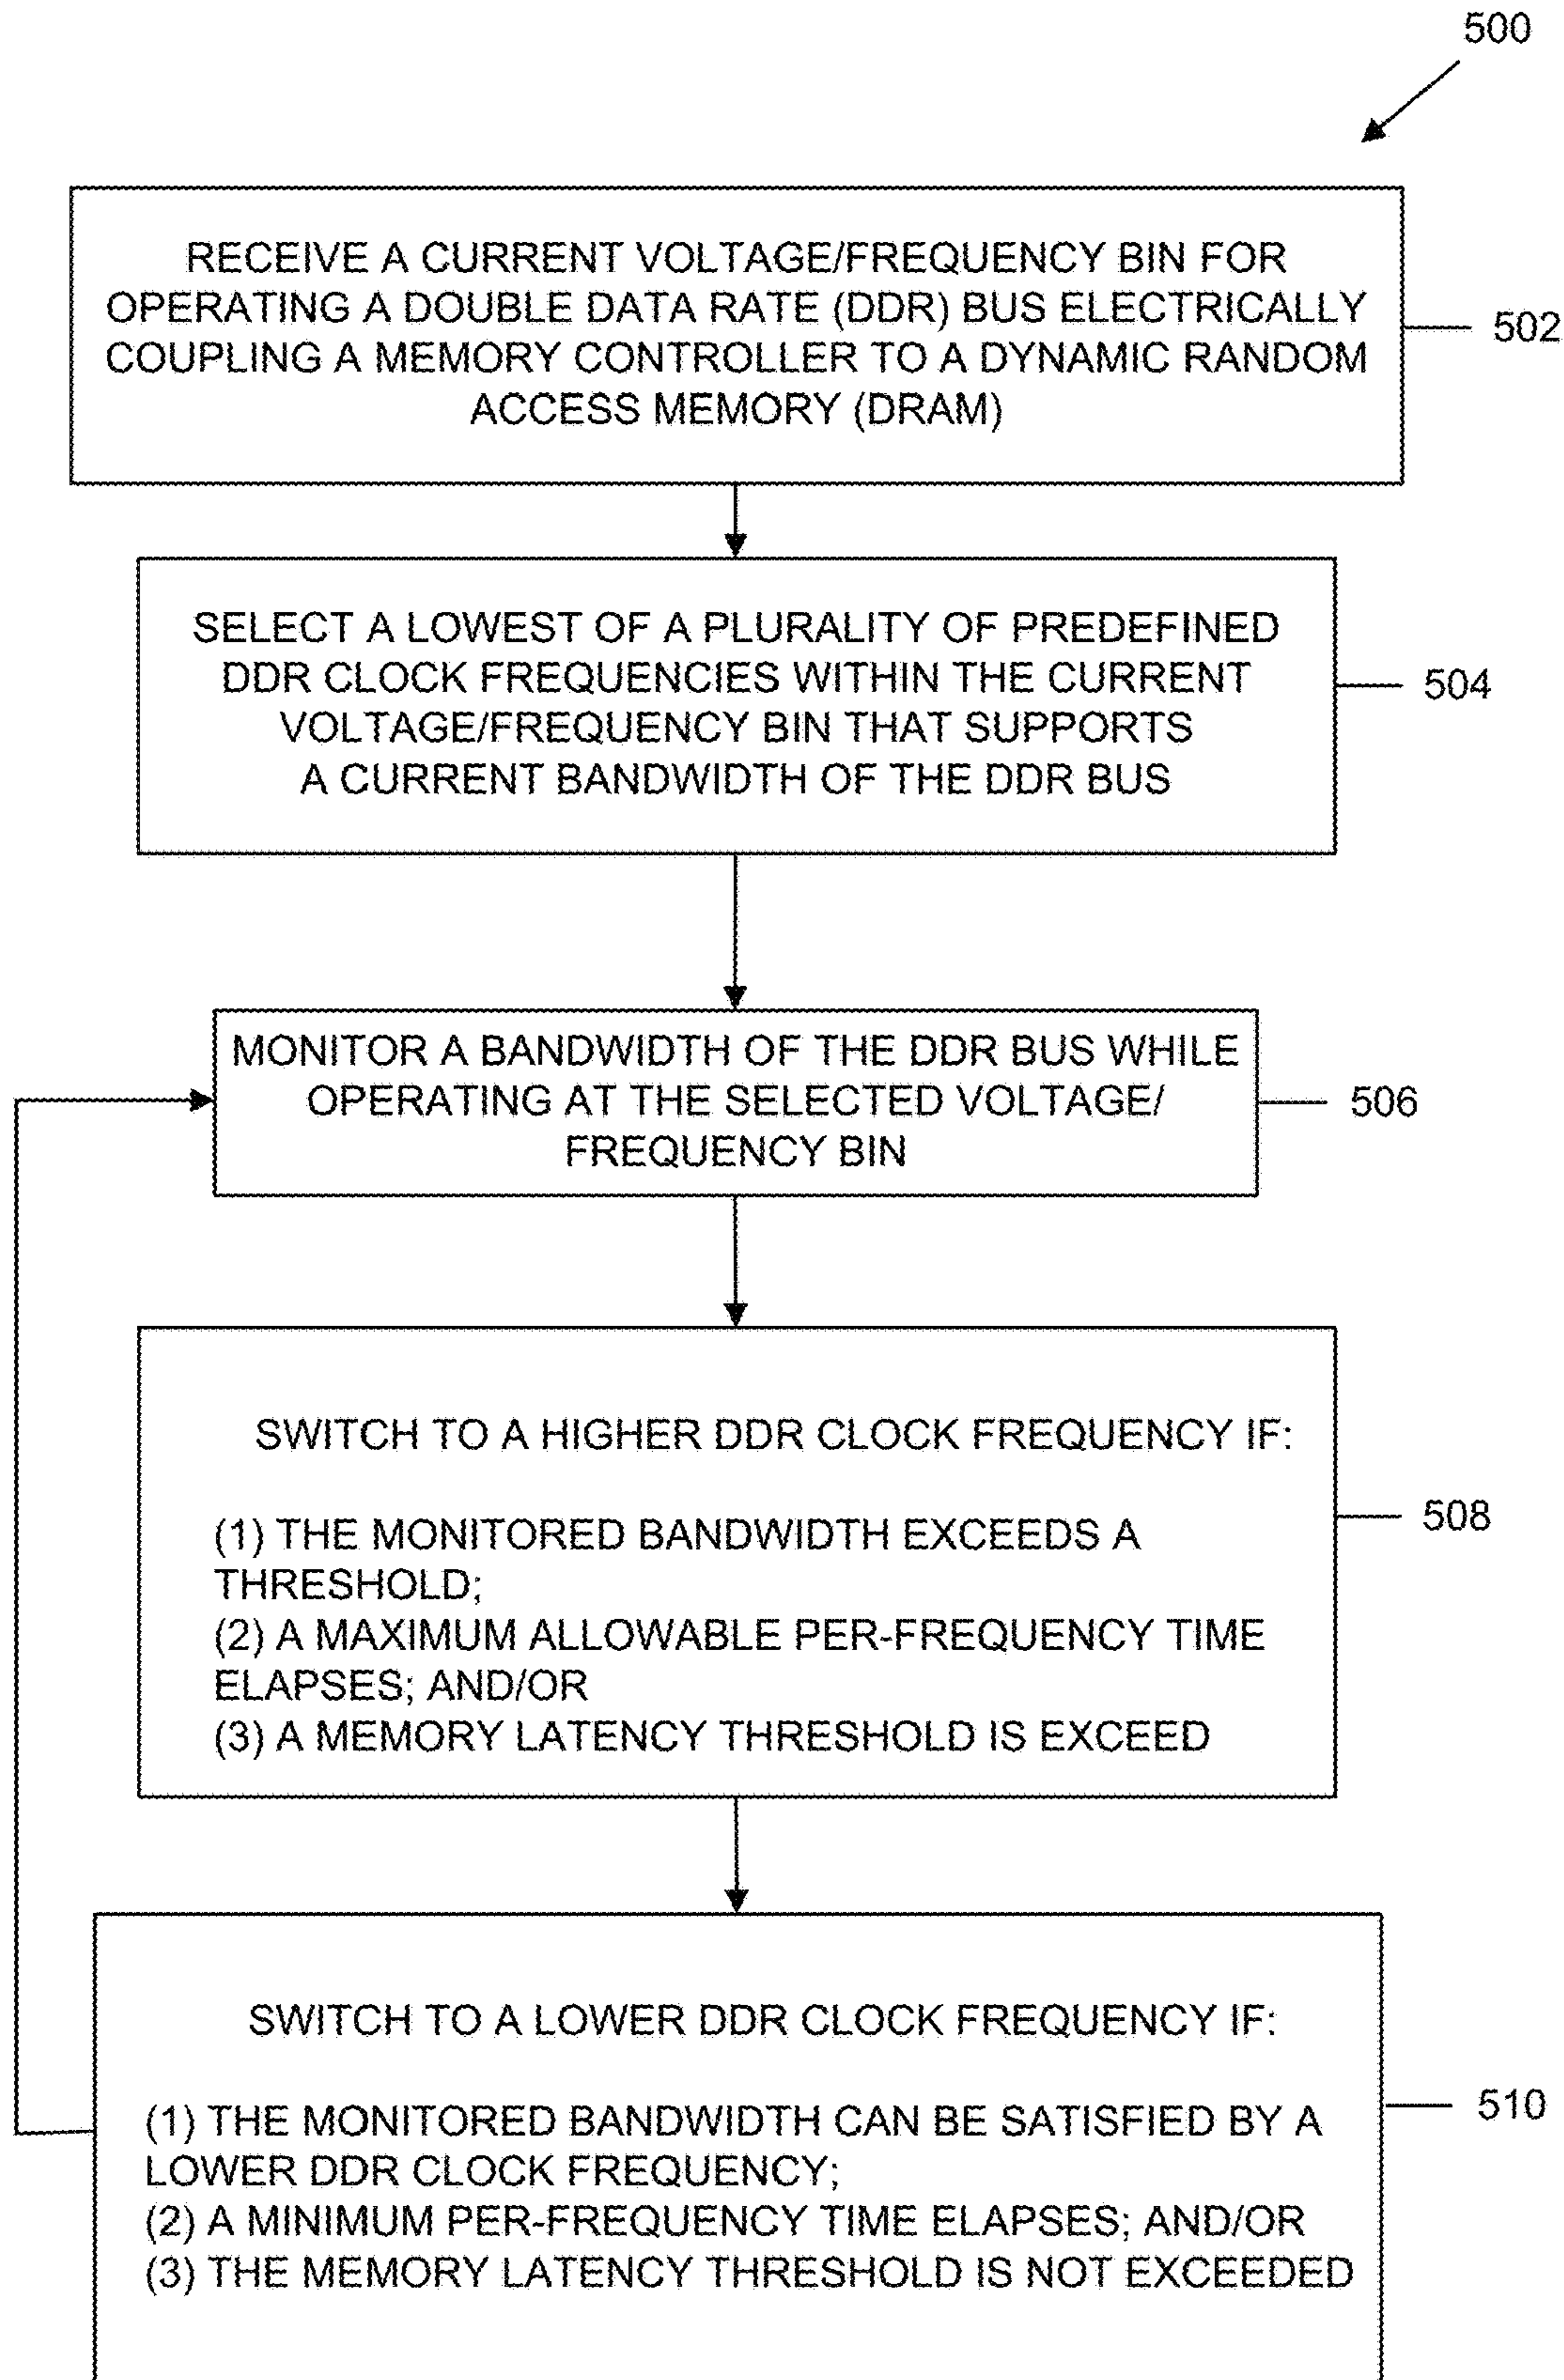 500
RECEIVE A CURRENT VOLTAGE/FREQUENCY BIN FOR
OPERATING A DOUBLE DATA RATE (DDR) BUS ELECTRICALLY
COUPLING A MEMORY CONTROLLER TO A DYNAMIC RANDOM
ACCESS MEMORY (DRAM)
502
SELECT A LOWEST OF A PLURALITY OF PREDEFINED
DDR CLOCK FREQUENCIES WITHIN THE CURRENT
VOLTAGE/FREQUENCY BIN THAT SUPPORTS
A CURRENT BANDWIDTH OF THE DDR BUS
504
MONITOR A BANDWIDTH OF THE DDR BUS WHILE
OPERATING AT THE SELECTED VOLTAGE/
FREQUENCY BIN
506
SWITCH TO A HIGHER DDR CLOCK FREQUENCY IF:
(1) THE MONITORED BANDWIDTH EXCEEDS A
THRESHOLD;
(2) A MAXIMUM ALLOWABLE PER-FREQUENCY TIME
ELAPSES; AND/OR
(3) A MEMORY LATENCY THRESHOLD IS EXCEED
508
SWITCH TO A LOWER DDR CLOCK FREQUENCY IF:
(1) THE MONITORED BANDWIDTH CAN BE SATISFIED BY A
LOWER DDR CLOCK FREQUENCY;
(2) A MINIMUM PER-FREQUENCY TIME ELAPSES; AND/OR
(3) THE MEMORY LATENCY THRESHOLD IS NOT EXCEEDED
510